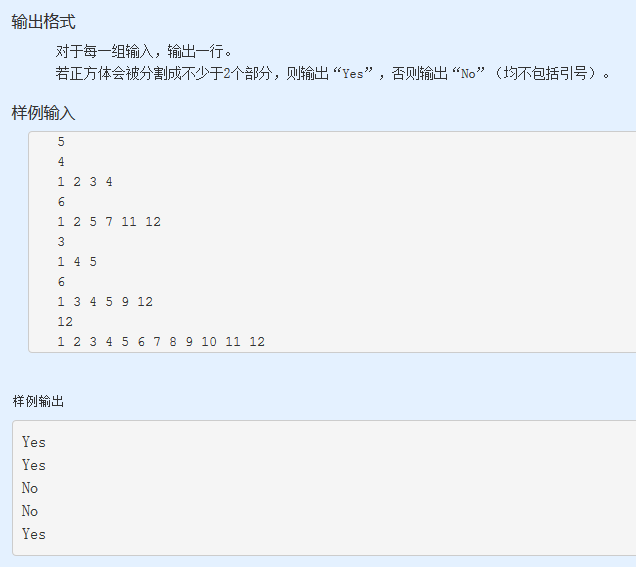 输出格式
对于每一组输入，输出一行。
若正方体会被分割成不少于2个部分，则输出“Yes”，否则输出“No”（均不包括引号）。
样例输入
5
4
1 2 3 4
6
1 2 5 7 11 12
3
1 4 5
6
1 3 4 5 9 12
12
1 2 3 4 5 6 7 8 9 10 11 12
样例输出
Yes
Yes
No
No
Yes